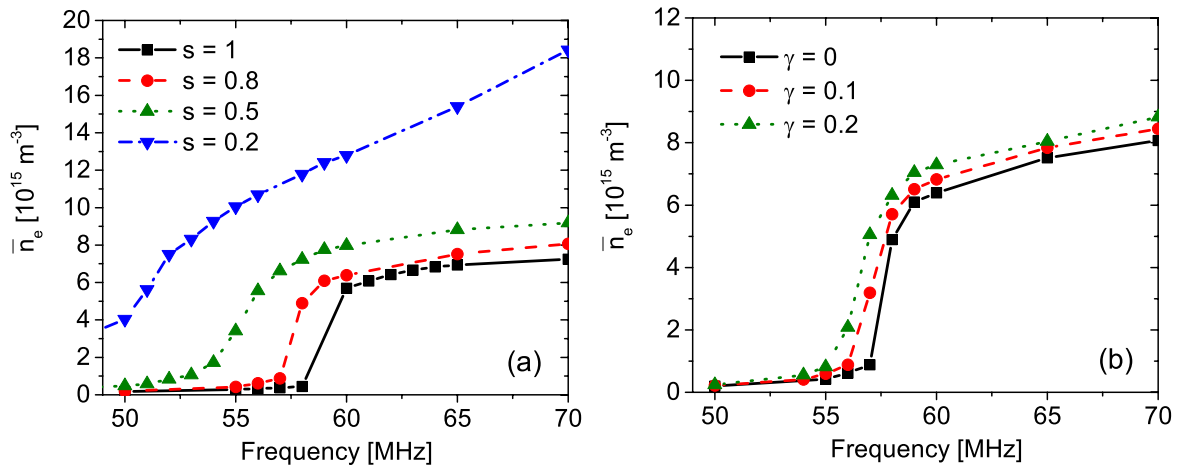 20
18
16
14
12
10
8
6
4
2
0
n̅ₑ [10¹⁵ m⁻³]
s = 1
s = 0.8
s = 0.5
s = 0.2
(a)
50 55 60 65 70
Frequency [MHz]
12
10
8
6
4
2
0
n̅ₑ [10¹⁵ m⁻³]
γ = 0
γ = 0.1
γ = 0.2
(b)
50 55 60 65 70
Frequency [MHz]